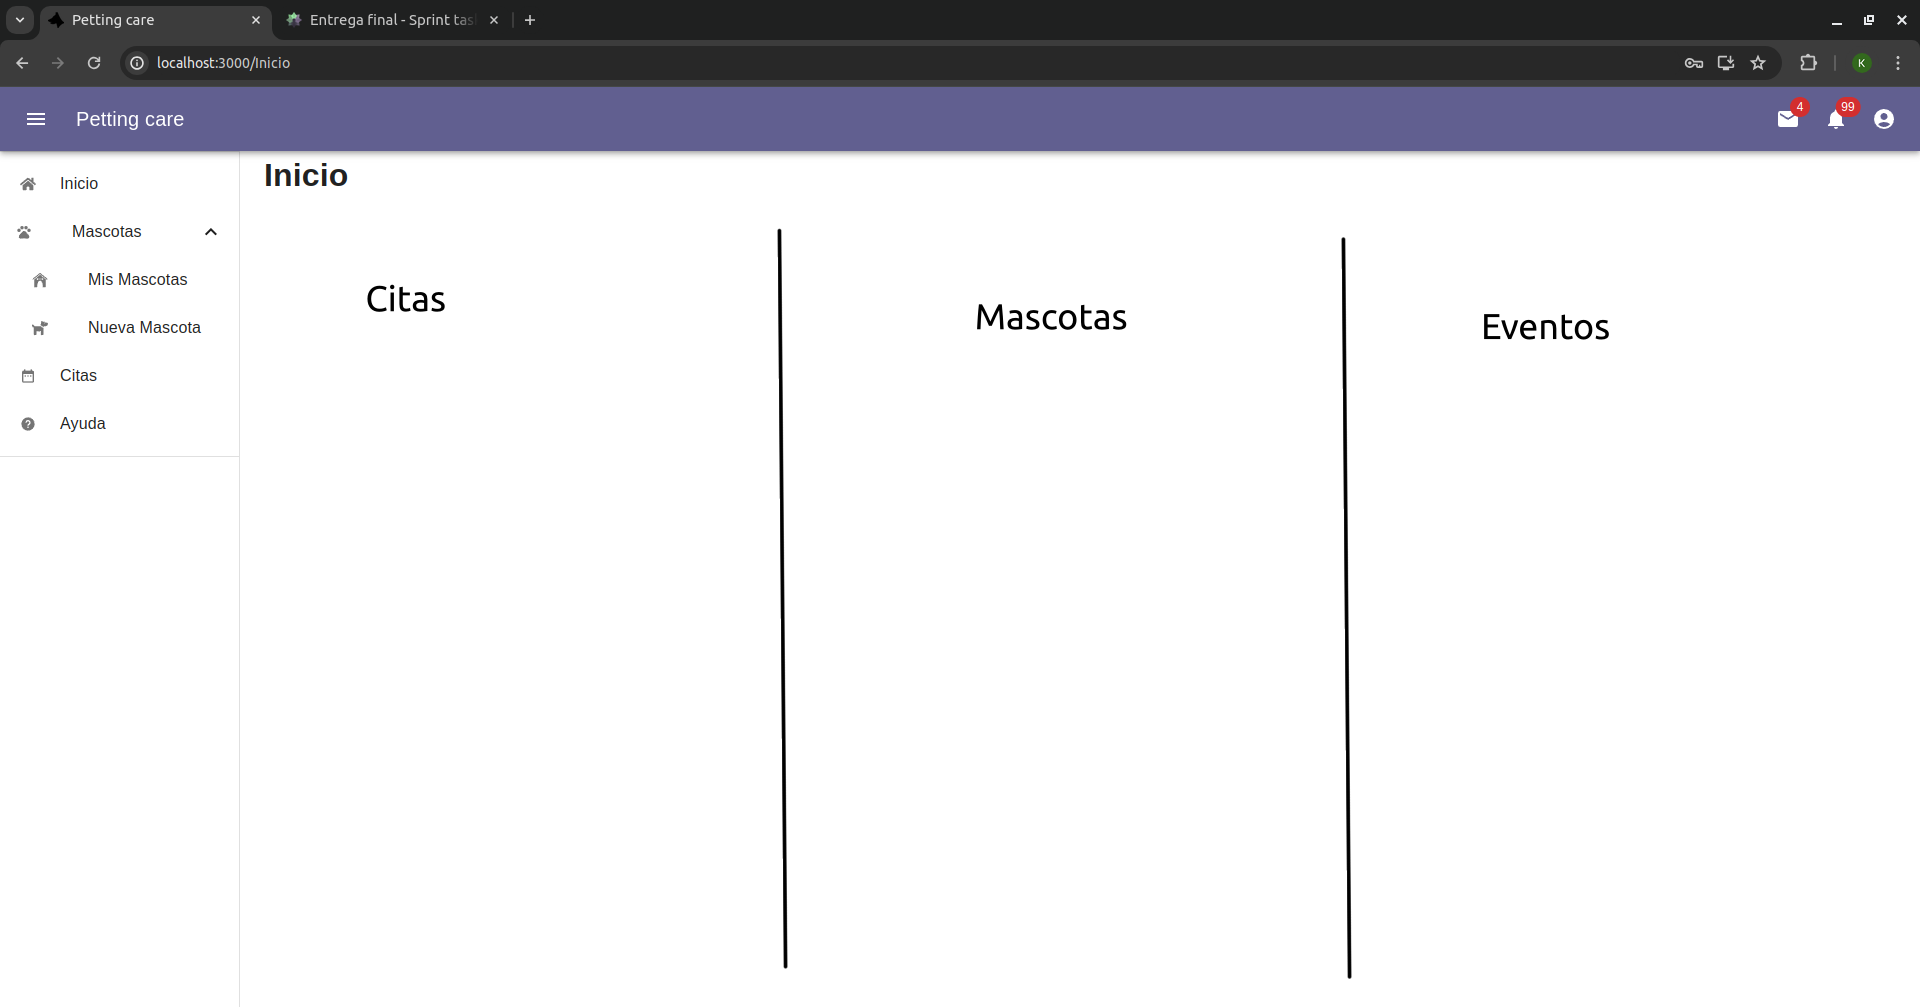 Petting care
Entrega final - Sprint tas
localhost:3000/Inicio
K
Petting care
4
99
Inicio
Mascotas
Mis Mascotas
Nueva Mascota
Citas
Ayuda
Inicio
Citas
Mascotas
Eventos